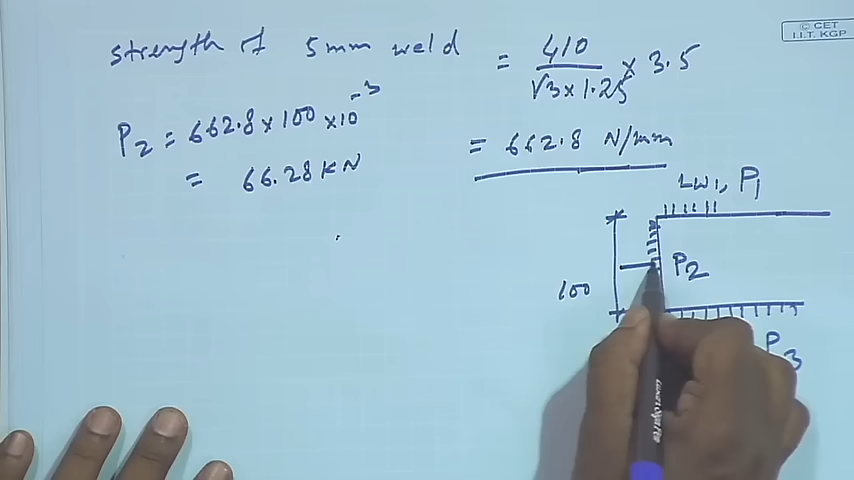 © CET
I.I.T. KGP
strength of 5mm weld = 410 / √3 × 1.25 × 3.5
= 662.8 N/mm
P2 = 662.8 × 100 × 10^-3
= 66.28 KN
LW1, P1
P2
100
P3